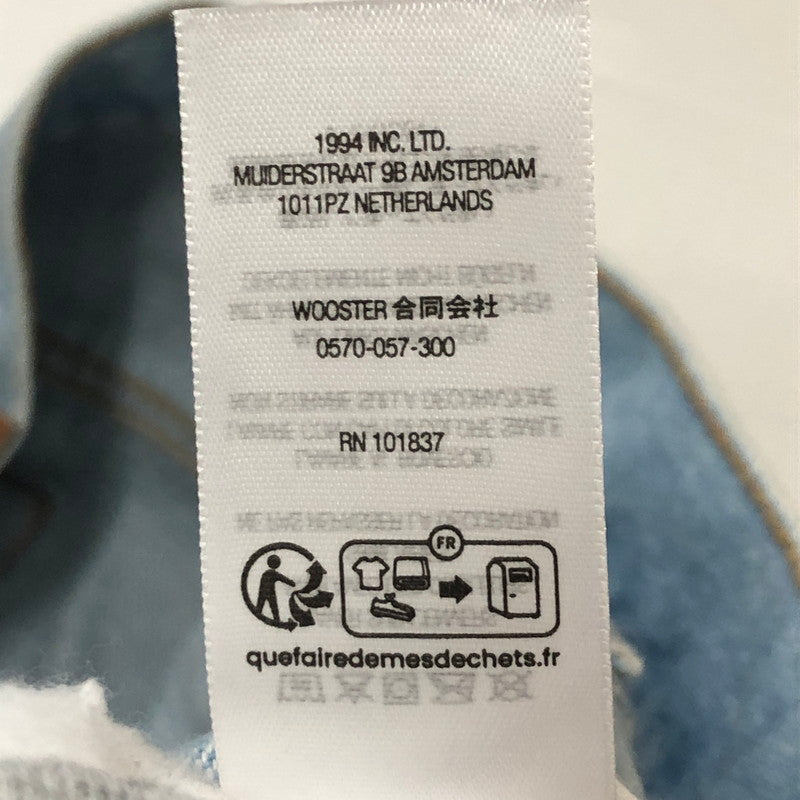 1994 INC. LTD.
MUIDERSTRAAT 9B AMSTERDAM
1011PZ NETHERLANDS
WOOSTER 合同会社
0570-057-300
RN 101837
FR
quefairedemesdechets.fr